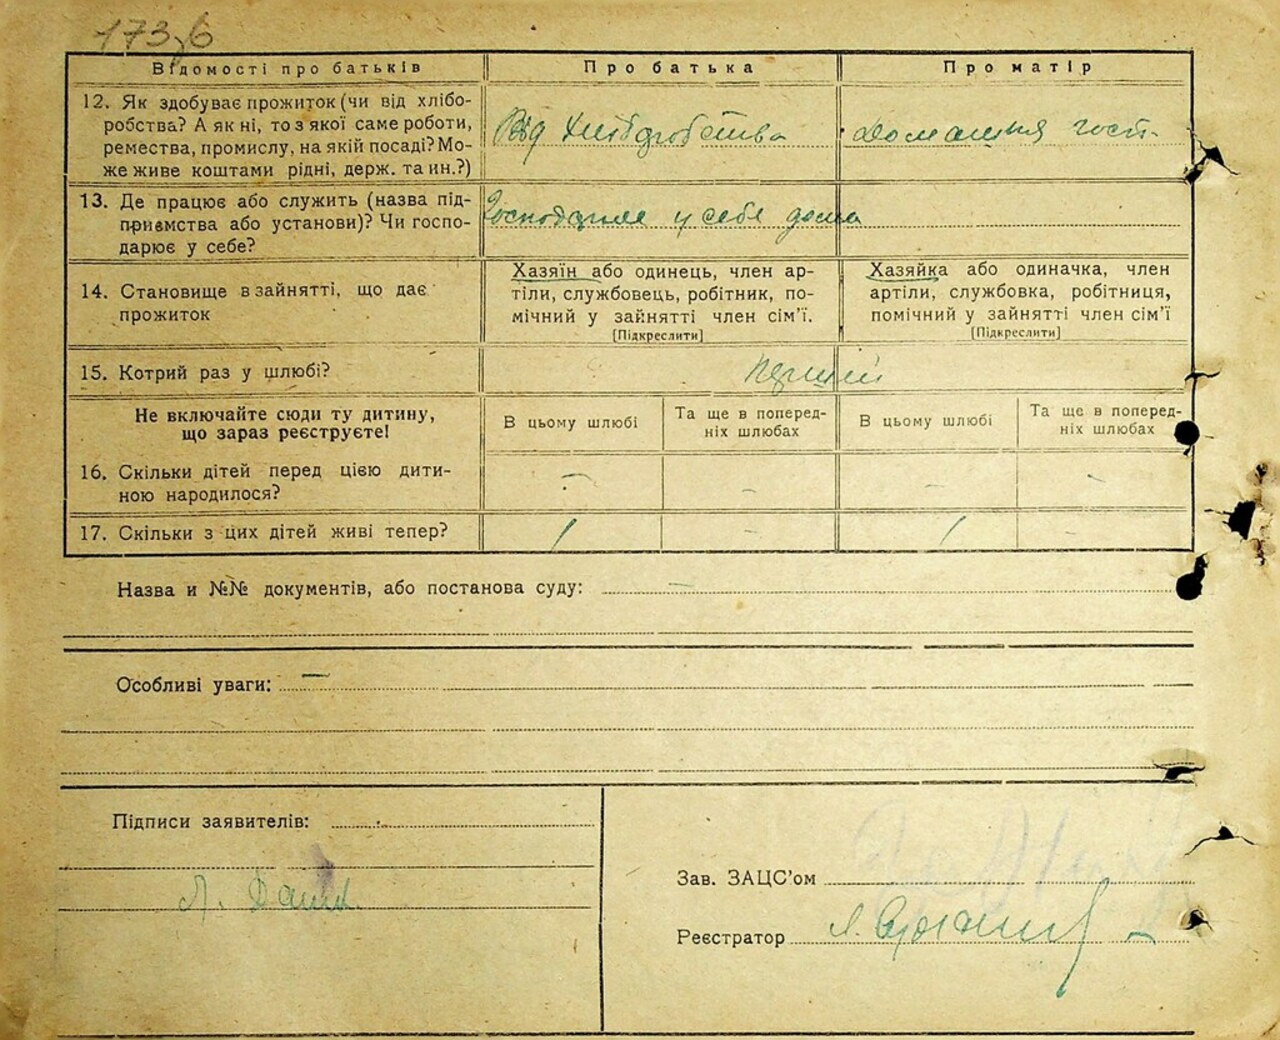 173зб
Відомості про батьків
Про батька
Про матір
12. Як здобуває прожиток (чи від хлібо-
робства? А як ні, то з якої саме роботи,
ремества, промислу, на якій посаді? Мо-
же живе коштами рідні, держ. та ин.?)
Від хліборобства
Домашня госп.
13. Де працює або служить (назва під-
приємства або установи)? Чи госпо-
дарює у себе?
у себе дома
14. Становище в зайнятті, що дає
прожиток
Хазяїн або одинець, член ар-
тіли, службовець, робітник, по-
мічний у зайнятті член сім’ї.
[Підкреслити]
Хазяйка або одиначка, член
артіли, службовка, робітниця,
помічний у зайнятті член сім’ї
[Підкреслити]
15. Котрий раз у шлюбі?
перший
Не включайте сюди ту дитину,
що зараз реєструєте!
В цьому шлюбі
Та ще в поперед-
ніх шлюбах
В цьому шлюбі
Та ще в поперед-
ніх шлюбах
16. Скільки дітей перед цією дити-
ною народилося?
– – – –
17. Скільки з цих дітей живі тепер?
/ – / –
Назва и №№ документів, або постанова суду: –
Особливі уваги: –
Підписи заявителів:
Зав. ЗАЦС’ом
Реєстратор